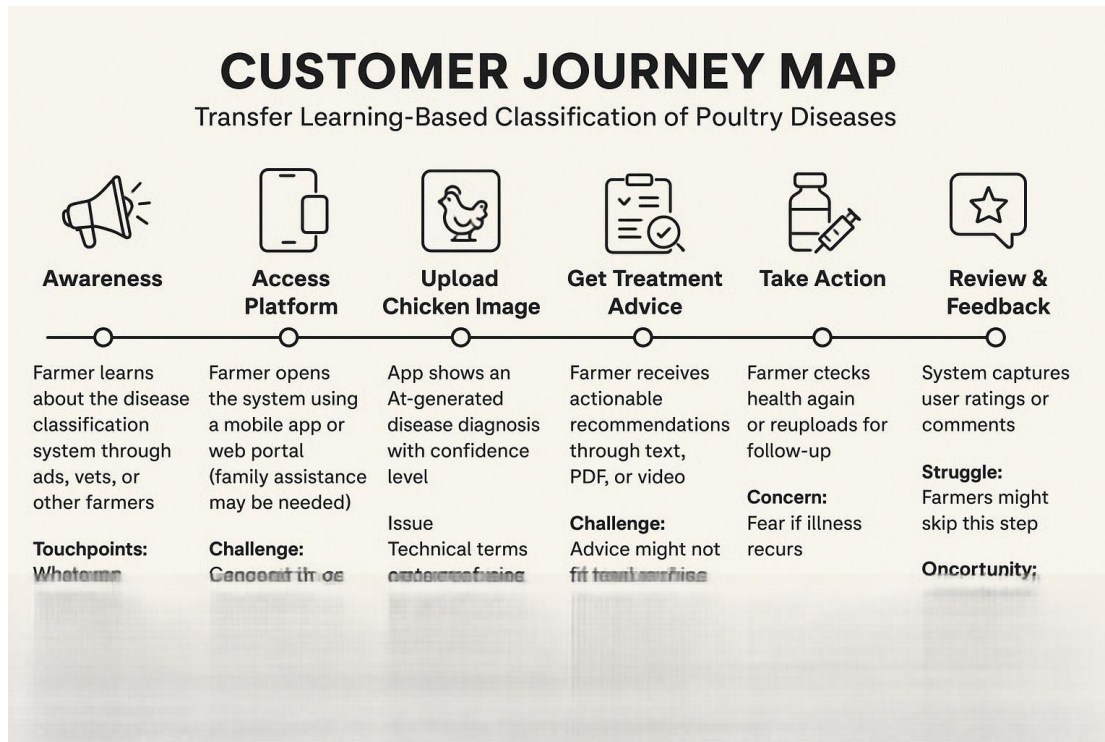 CUSTOMER JOURNEY MAP
Transfer Learning-Based Classification of Poultry Diseases
Awareness
Farmer learns
about the disease
classification
system through
ads, vets, or
other farmers
Touchpoints:
Access
Platform
Farmer opens
the system using
a mobile app or
web portal
(family assistance
may be needed)
Challenge:
Upload
Chicken Image
App shows an
At-generated
disease diagnosis
with confidence
level
Issue
Technical terms
Get Treatment
Advice
Farmer receives
actionable
recommendations
through text,
PDF, or video
Challenge:
Advice might not
fit
Take Action
Farmer ctecks
health again
or reuploads for
follow-up
Concern:
Fear if illness
recurs
Review &
Feedback
System captures
user ratings or
comments
Struggle:
Farmers might
skip this step
Oncortunity;